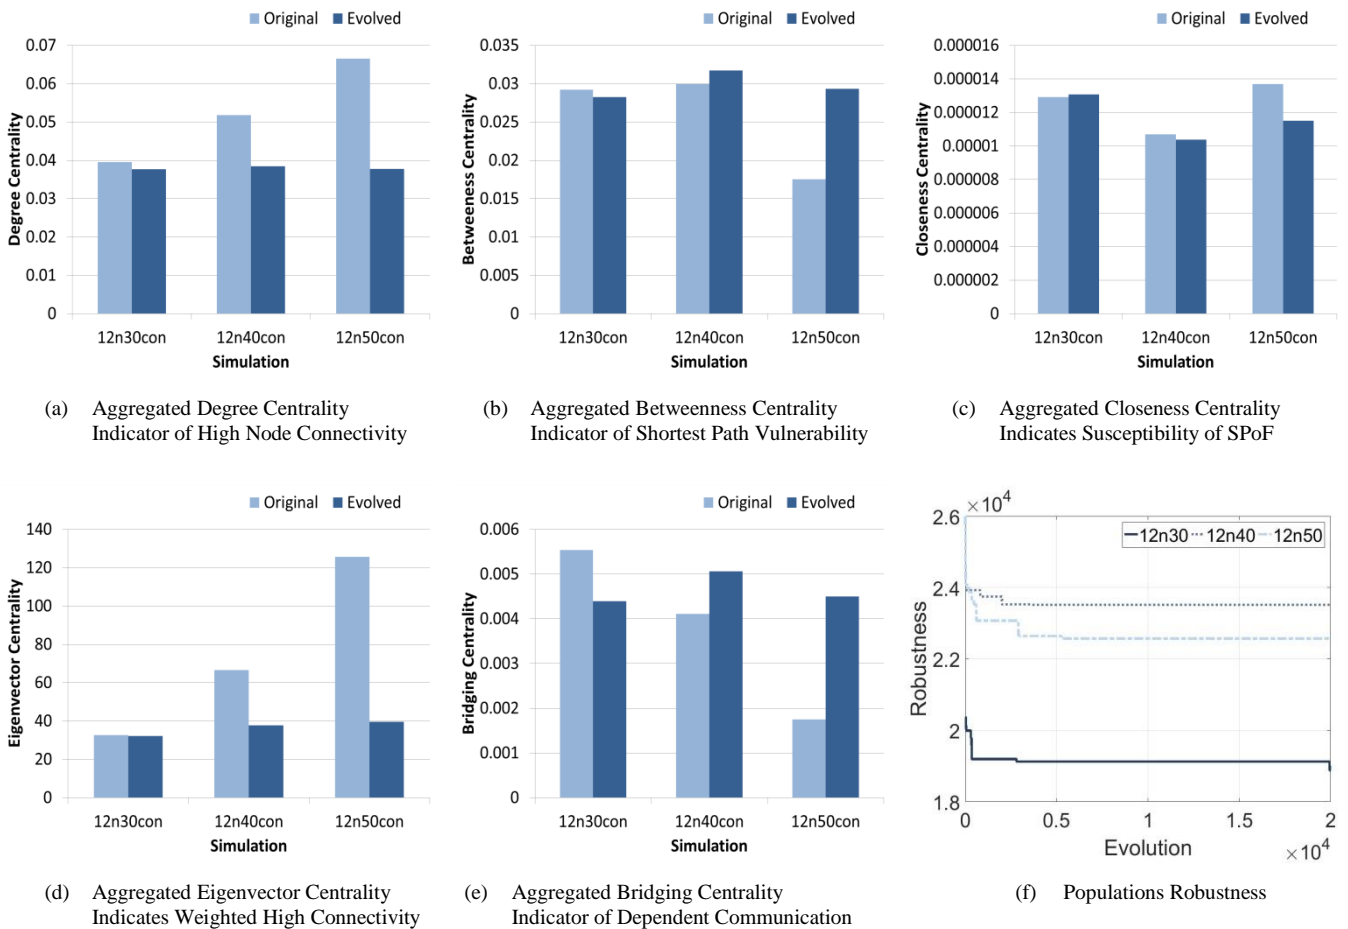 Original Evolved
0.07
0.06
0.05
0.04
0.03
0.02
0.01
0
Degree Centrality
12n30con 12n40con 12n50con
Simulation
(a) Aggregated Degree Centrality
Indicator of High Node Connectivity
Original Evolved
0.035
0.03
0.025
0.02
0.015
0.01
0.005
0
Betweeness Centrality
12n30con 12n40con 12n50con
Simulation
(b) Aggregated Betweenness Centrality
Indicator of Shortest Path Vulnerability
Original Evolved
0.000016
0.000014
0.000012
0.00001
0.000008
0.000006
0.000004
0.000002
0
Closeness Centrality
12n30con 12n40con 12n50con
Simulation
(c) Aggregated Closeness Centrality
Indicates Susceptibility of SPoF
Original Evolved
140
120
100
80
60
40
20
0
Eigenvector Centrality
12n30con 12n40con 12n50con
Simulation
(d) Aggregated Eigenvector Centrality
Indicates Weighted High Connectivity
Original Evolved
0.006
0.005
0.004
0.003
0.002
0.001
0
Bridging Centrality
12n30con 12n40con 12n50con
Simulation
(e) Aggregated Bridging Centrality
Indicator of Dependent Communication
×10⁴
2.6
2.4
2.2
2
1.8
Robustness
12n30 12n40 12n50
0 0.5 1 1.5 2
Evolution ×10⁴
(f) Populations Robustness